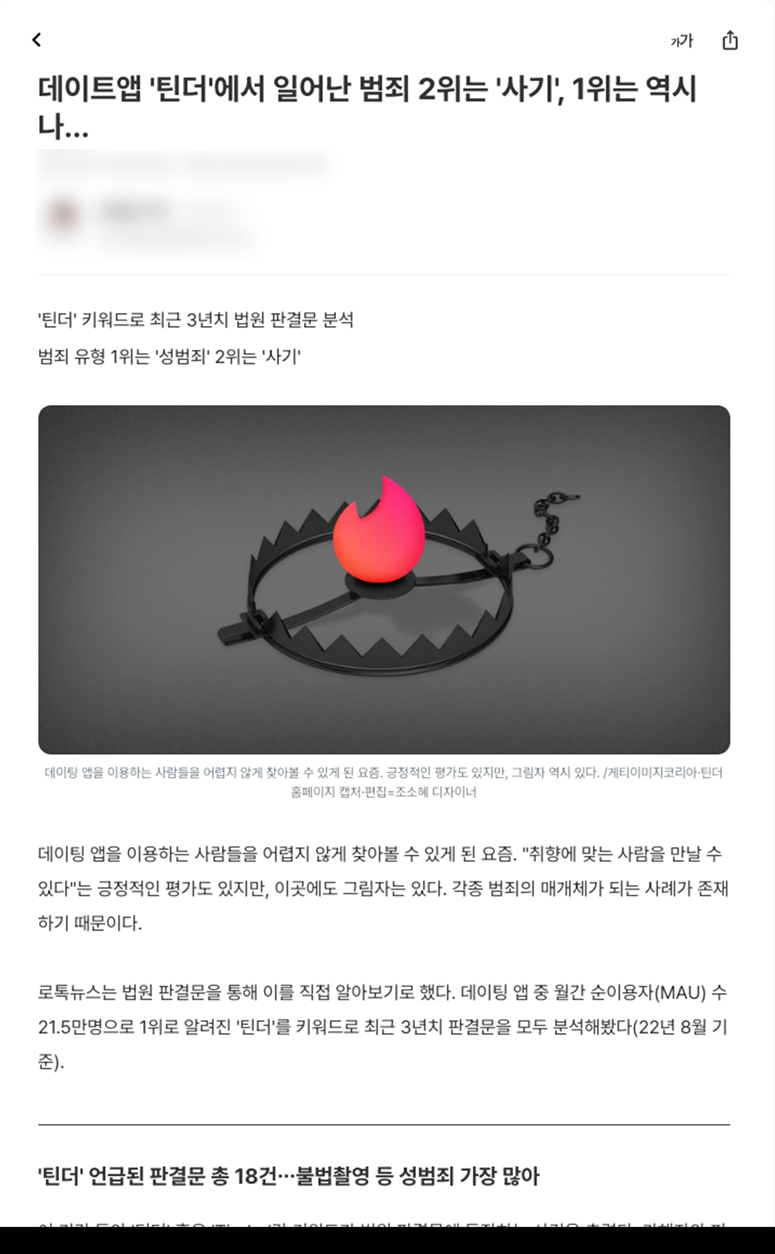 가가
데이트앱 '틴더'에서 일어난 범죄 2위는 '사기', 1위는 역시
나...
'틴더' 키워드로 최근 3년치 법원 판결문 분석
범죄 유형 1위는 '성범죄' 2위는 '사기'
데이팅 앱을 이용하는 사람들을 어렵지 않게 찾아볼 수 있게 된 요즘. 긍정적인 평가도 있지만, 그림자 역시 있다. /게티이미지코리아·틴더
홈페이지 캡처·편집=조소혜 디자이너
데이팅 앱을 이용하는 사람들을 어렵지 않게 찾아볼 수 있게 된 요즘. "취향에 맞는 사람을 만날 수
있다"는 긍정적인 평가도 있지만, 이곳에도 그림자는 있다. 각종 범죄의 매개체가 되는 사례가 존재
하기 때문이다.
로톡뉴스는 법원 판결문을 통해 이를 직접 알아보기로 했다. 데이팅 앱 중 월간 순이용자(MAU) 수
21.5만명으로 1위로 알려진 '틴더'를 키워드로 최근 3년치 판결문을 모두 분석해봤다(22년 8월 기
준).
'틴더' 언급된 판결문 총 18건…불법촬영 등 성범죄 가장 많아